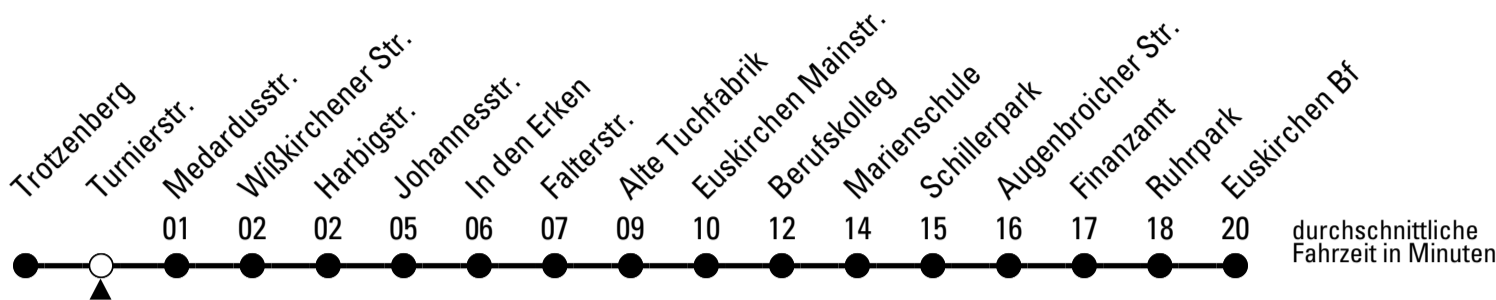 Trotzenberg
Turnierstr.
Medardusstr.
Wißkirchener Str.
Harbigstr.
Johannesstr.
In den Erken
Falterstr.
Alte Tuchfabrik
Euskirchen Mainstr.
Berufskolleg
Marienschule
Schillerpark
Augenbroicher Str.
Finanzamt
Ruhrpark
Euskirchen Bf
01 02 02 05 06 07 09 10 12 14 15 16 17 18 20
durchschnittliche
Fahrzeit in Minuten